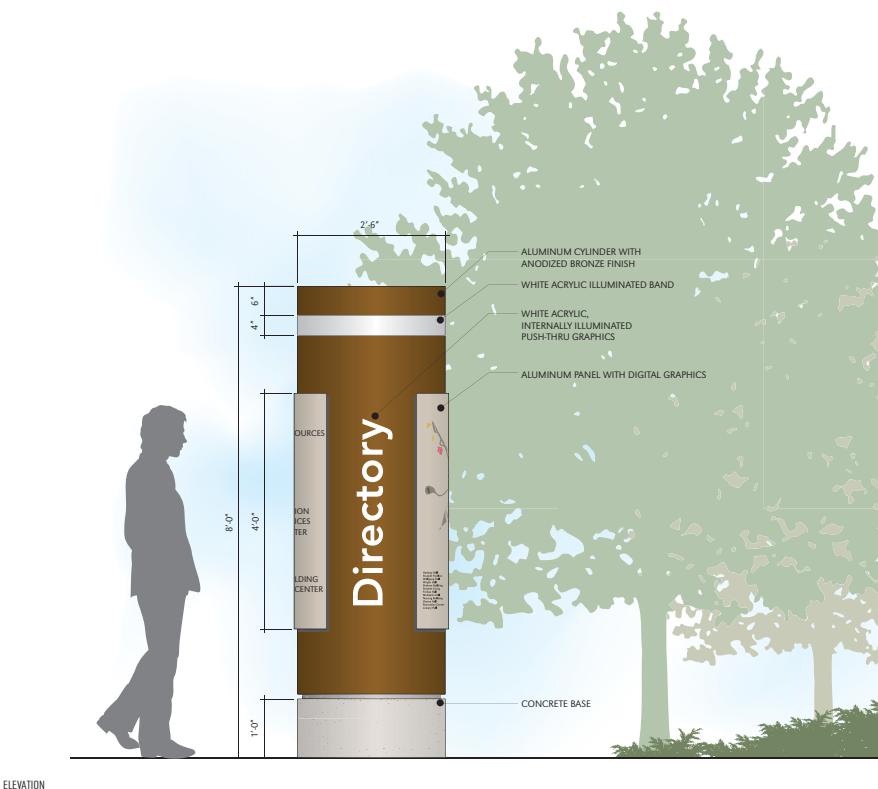 2'-6"
ALUMINUM CYLINDER WITH
ANODIZED BRONZE FINISH
WHITE ACRYLIC ILLUMINATED BAND
6"
4"
WHITE ACRYLIC,
INTERNALLY ILLUMINATED
PUSH-THRU GRAPHICS
ALUMINUM PANEL WITH DIGITAL GRAPHICS
OURCES
Directory
8'-0"
4'-0"
ION
ICES
TER
LDING
CENTER
CONCRETE BASE
1'-0"
ELEVATION